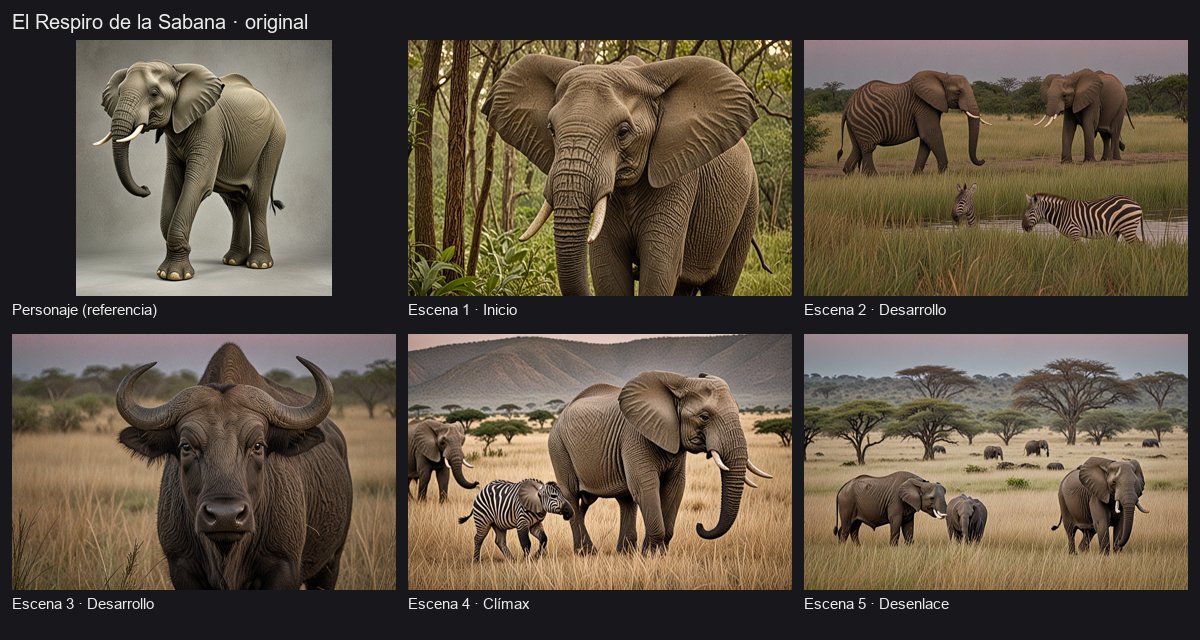 El Respiro de la Sabana · original
Personaje (referencia)
Escena 1 · Inicio
Escena 2 · Desarrollo
Escena 3 · Desarrollo
Escena 4 · Clímax
Escena 5 · Desenlace